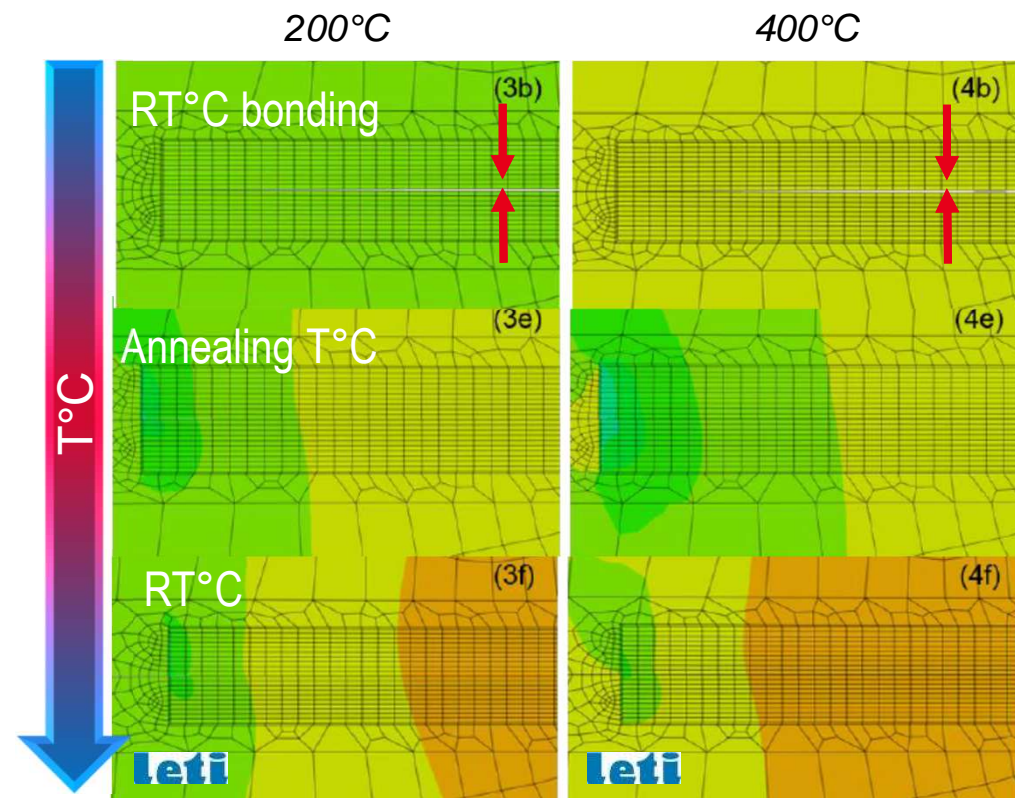 200°C
400°C
RT°C bonding
(3b)
(4b)
Annealing T°C
(3e)
(4e)
T°C
RT°C
(3f)
(4f)
leti
leti